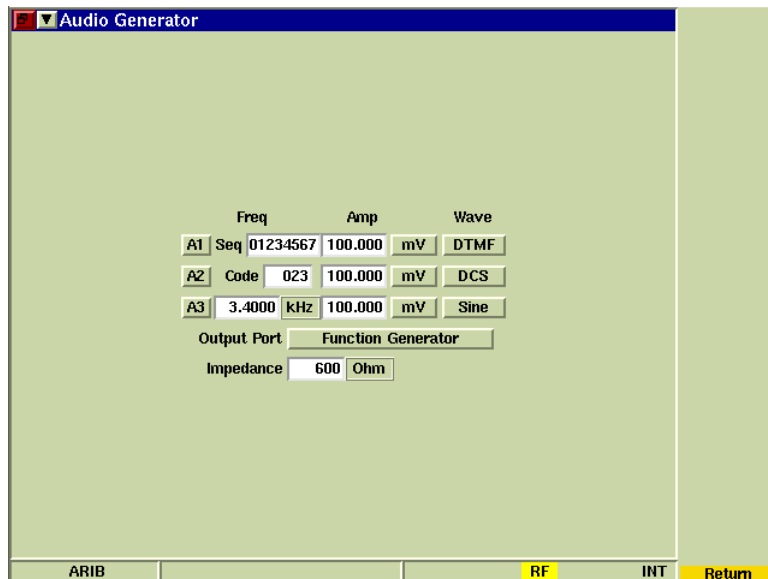 Audio Generator
Freq Amp Wave
A1 Seq 01234567 100.000 mV DTMF
A2 Code 023 100.000 mV DCS
A3 3.4000 kHz 100.000 mV Sine
Output Port Function Generator
Impedance 600 Ohm
ARIB RF INT Return